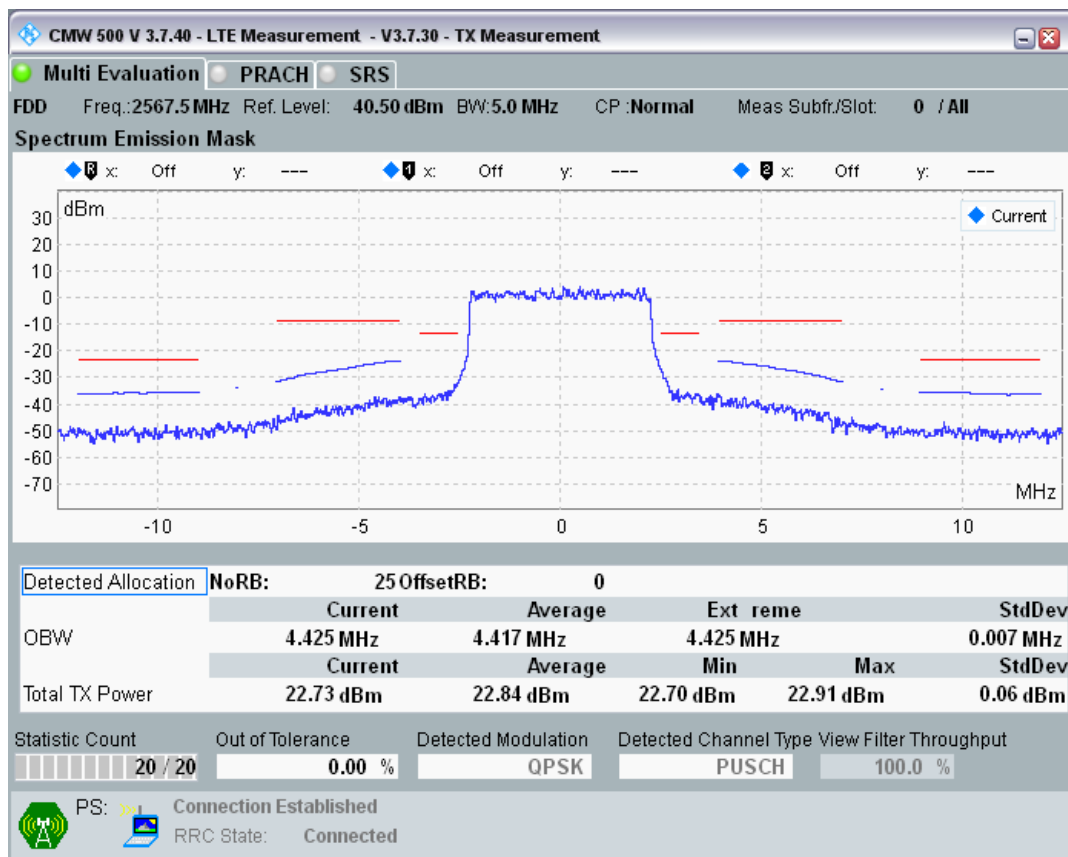 CMW 500 V 3.7.40 - LTE Measurement - V3.7.30 - TX Measurement
Multi Evaluation PRACH SRS
FDD Freq.:2567.5 MHz Ref. Level: 40.50 dBm BW:5.0 MHz CP :Normal Meas Subfr./Slot: 0 / All
Spectrum Emission Mask
R x: Off y: --- 1 x: Off y: --- 2 x: Off y: ---
dBm
Current
30
20
10
0
-10
-20
-30
-40
-50
-60
-70
MHz
-10 -5 0 5 10
Detected Allocation NoRB: 25 OffsetRB: 0
Current Average Ext reme StdDev
OBW 4.425 MHz 4.417 MHz 4.425 MHz 0.007 MHz
Current Average Min Max StdDev
Total TX Power 22.73 dBm 22.84 dBm 22.70 dBm 22.91 dBm 0.06 dBm
Statistic Count Out of Tolerance Detected Modulation Detected Channel Type View Filter Throughput
20 / 20 0.00 % QPSK PUSCH 100.0 %
PS: Connection Established
RRC State: Connected